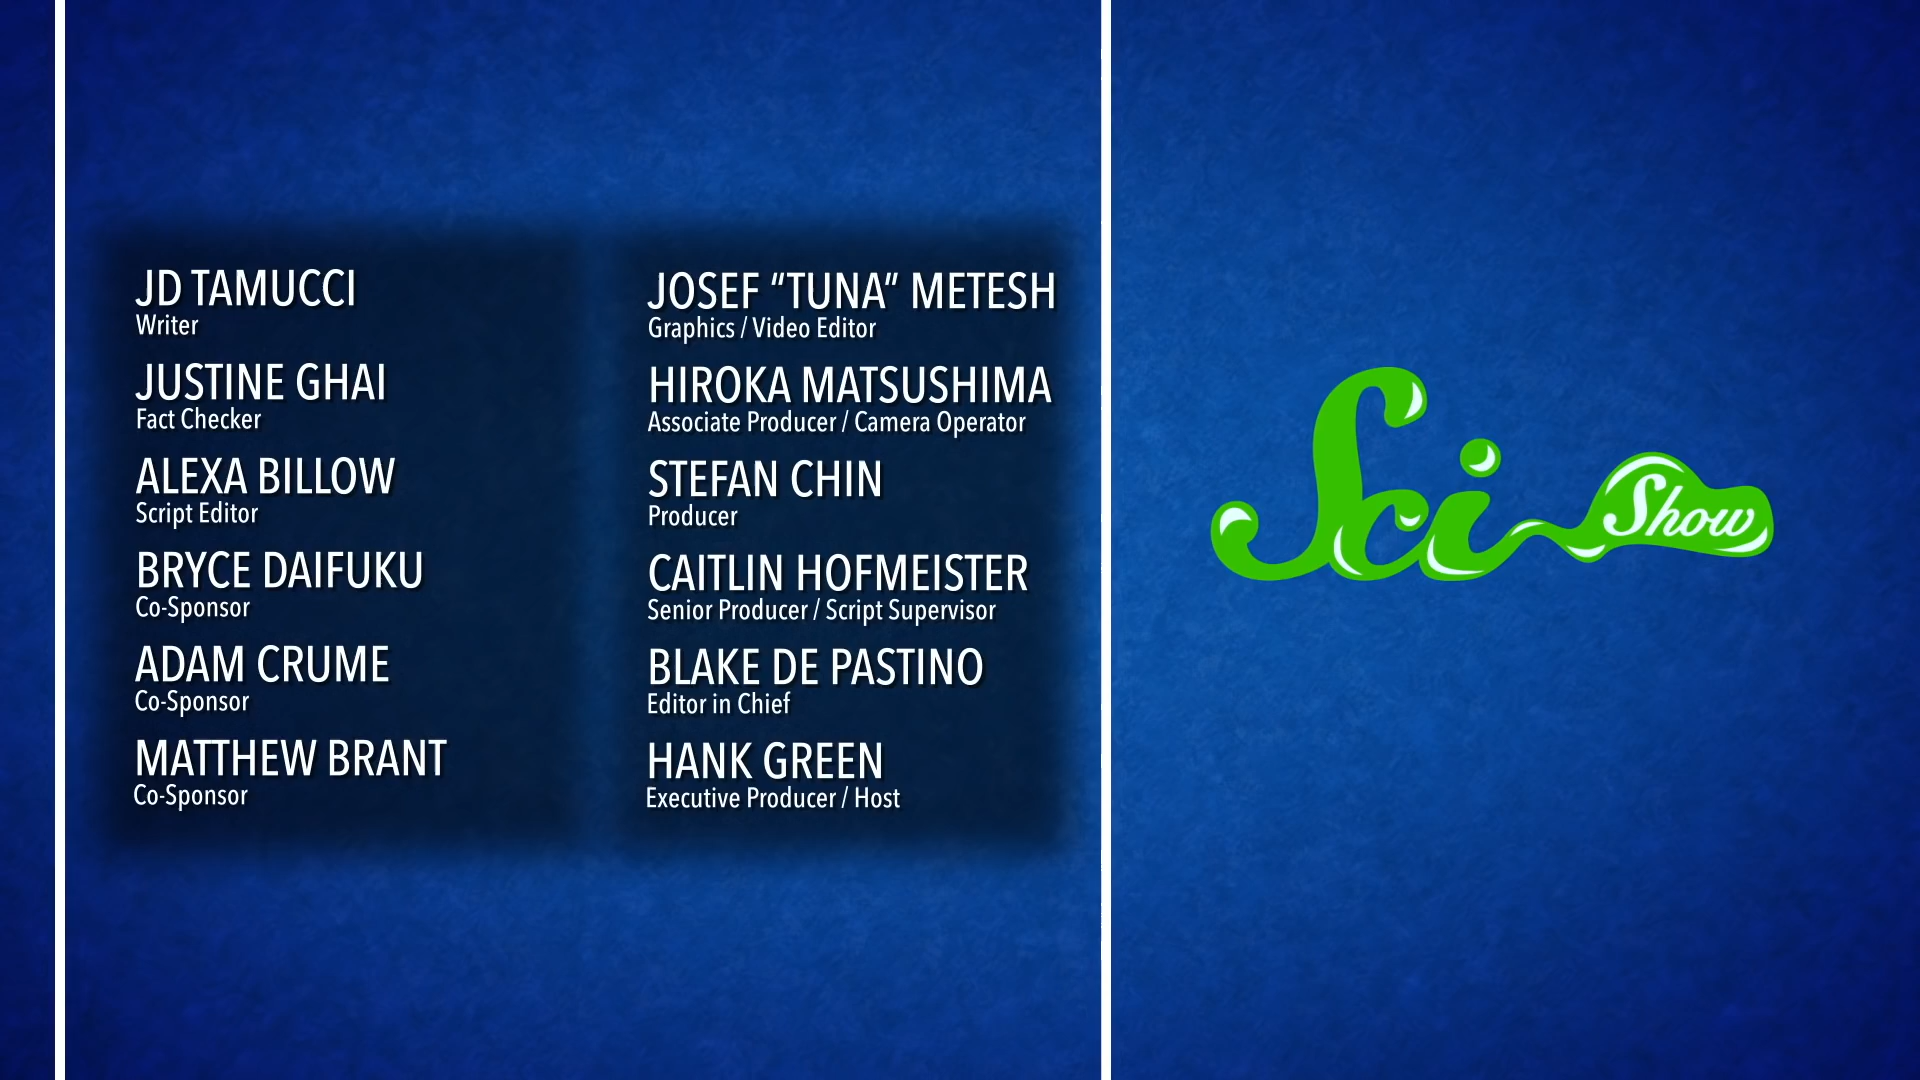 JD TAMUCCI
Writer
JUSTINE GHAI
Fact Checker
ALEXA BILLOW
Script Editor
BRYCE DAIFUKU
Co-Sponsor
ADAM CRUME
Co-Sponsor
MATTHEW BRANT
Co-Sponsor
JOSEF “TUNA” METESH
Graphics / Video Editor
HIROKA MATSUSHIMA
Associate Producer / Camera Operator
STEFAN CHIN
Producer
CAITLIN HOFMEISTER
Senior Producer / Script Supervisor
BLAKE DE PASTINO
Editor in Chief
HANK GREEN
Executive Producer / Host
Sci Show